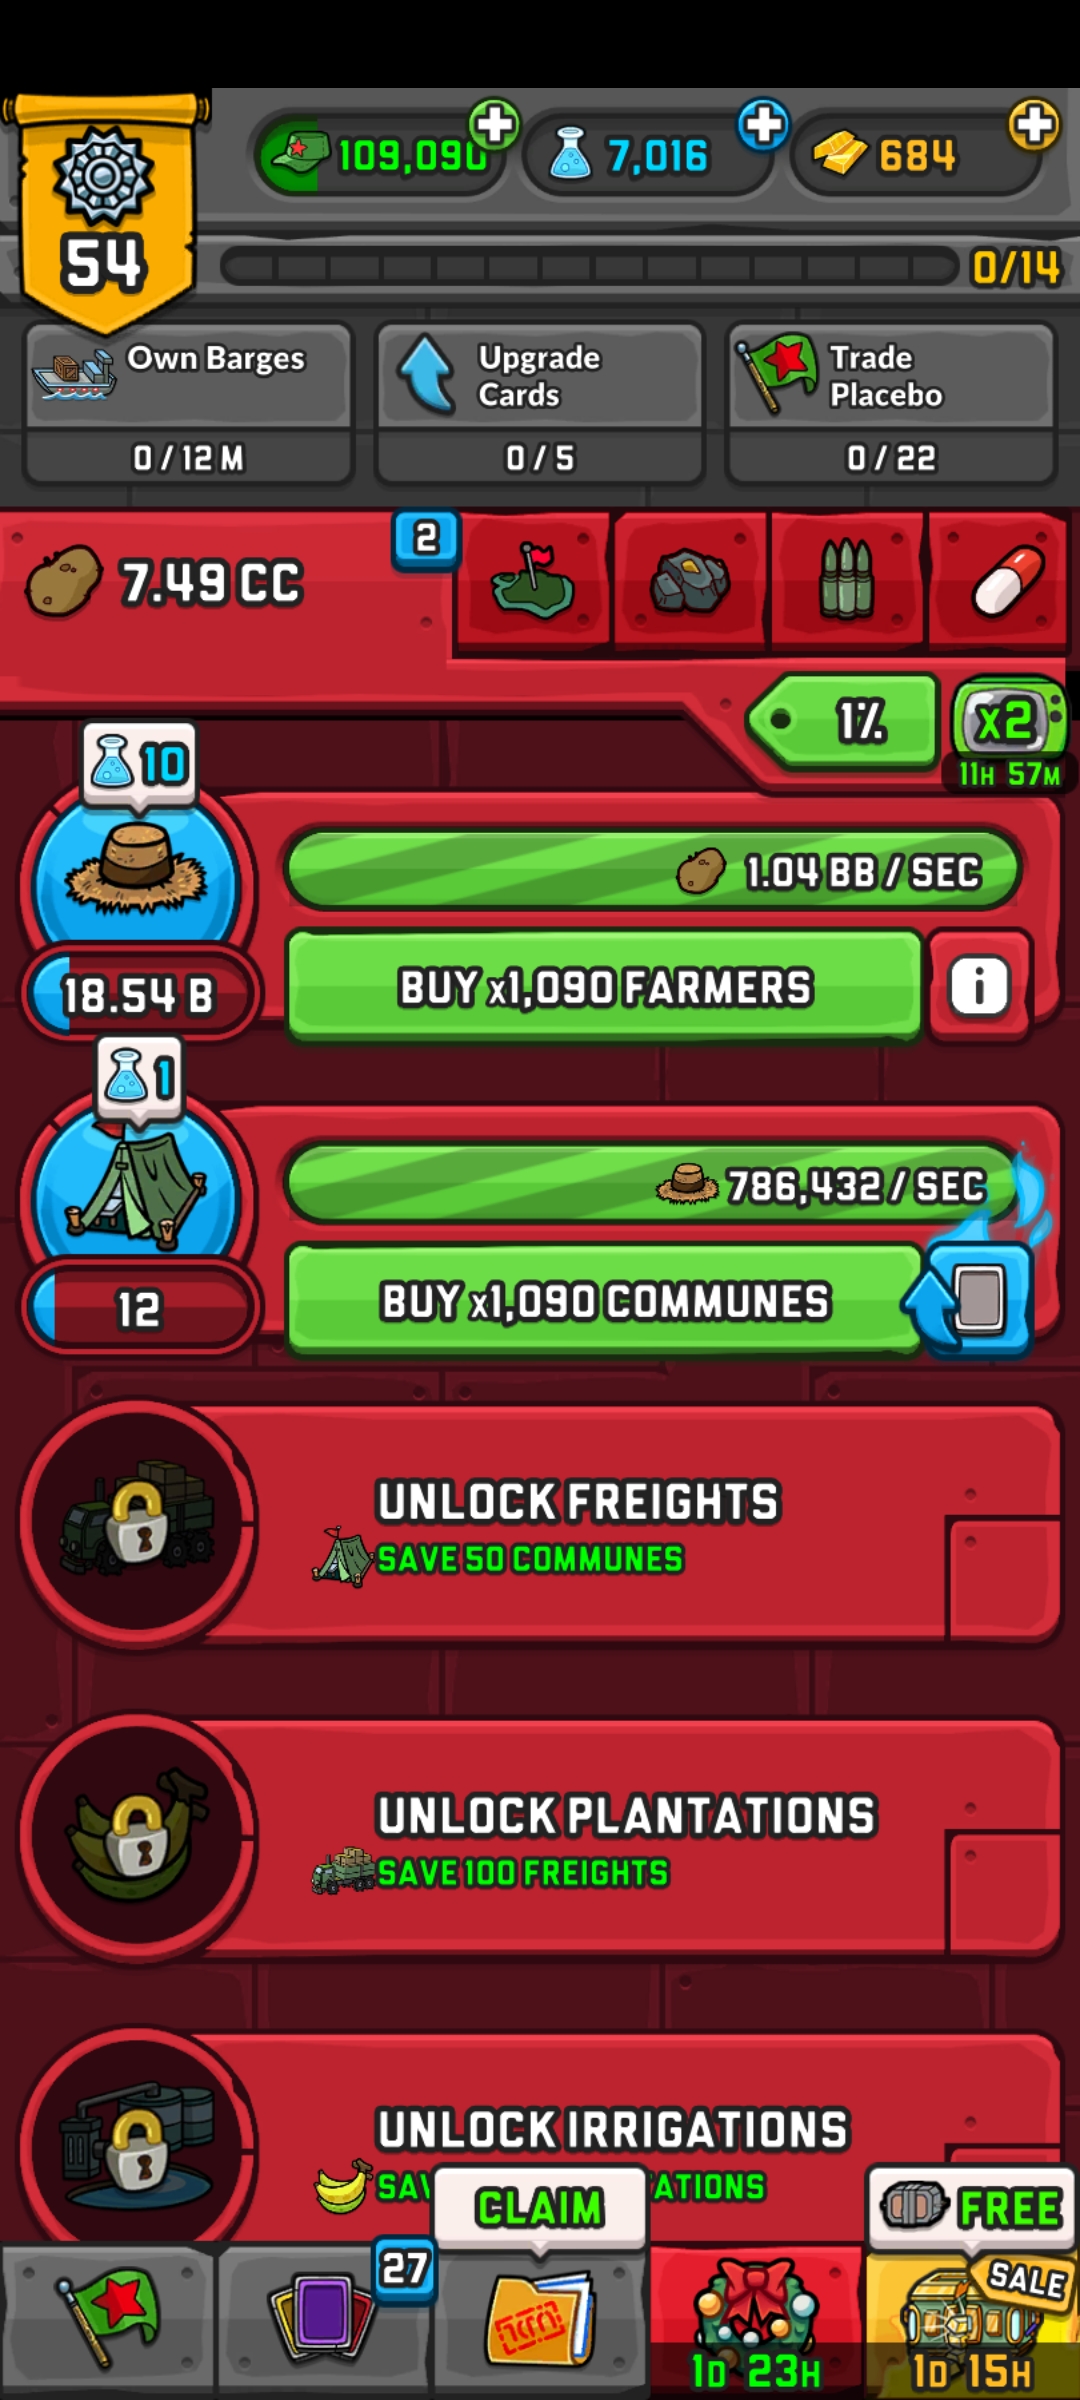 109,090
7,016
684
54
0/14
Own Barges
0 / 12 M
Upgrade
Cards
0 / 5
Trade
Placebo
0 / 22
7.49 CC
2
1%
x2
11H 57M
10
1.04 BB / SEC
18.54 B
BUY x1,090 FARMERS
i
1
786,432 / SEC
12
BUY x1,090 COMMUNES
UNLOCK FREIGHTS
SAVE 50 COMMUNES
UNLOCK PLANTATIONS
SAVE 100 FREIGHTS
UNLOCK IRRIGATIONS
CLAIM
FREE
27
SALE
1D 23H
1D 15H